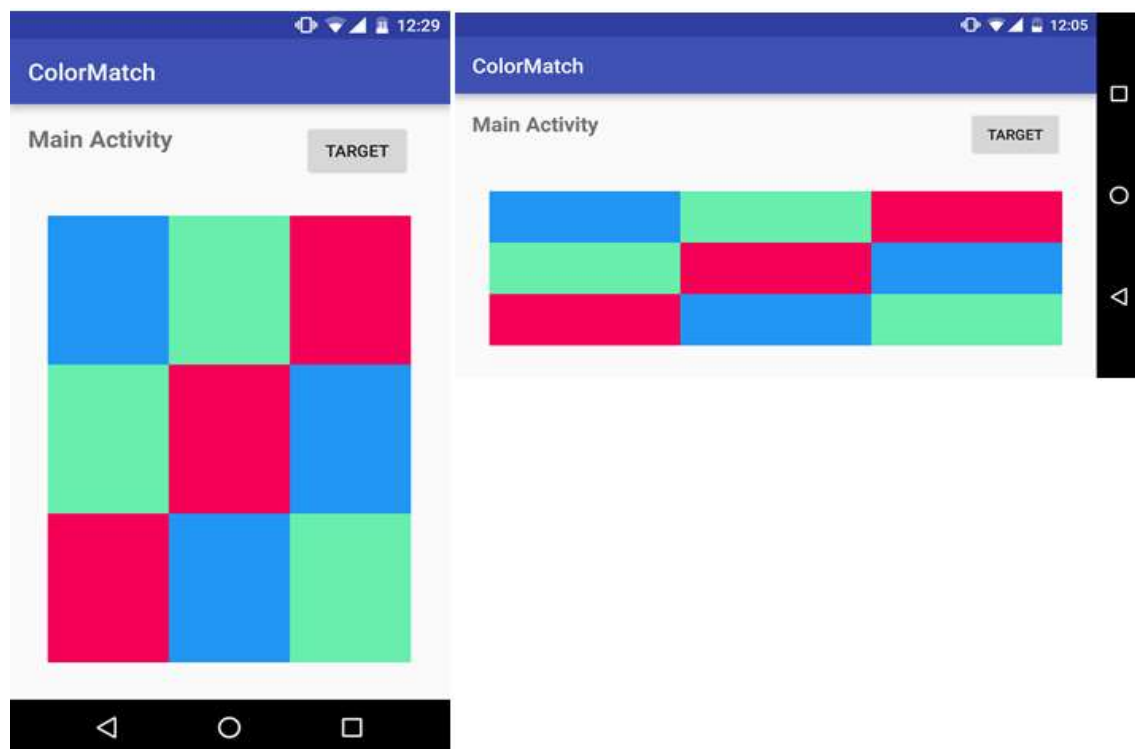 12:29
ColorMatch
Main Activity
TARGET
12:05
ColorMatch
Main Activity
TARGET